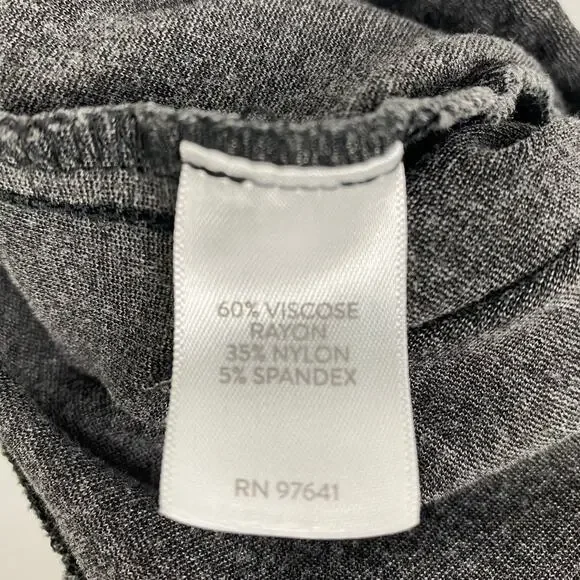 60% VISCOSE
RAYON
35% NYLON
5% SPANDEX
RN 97641